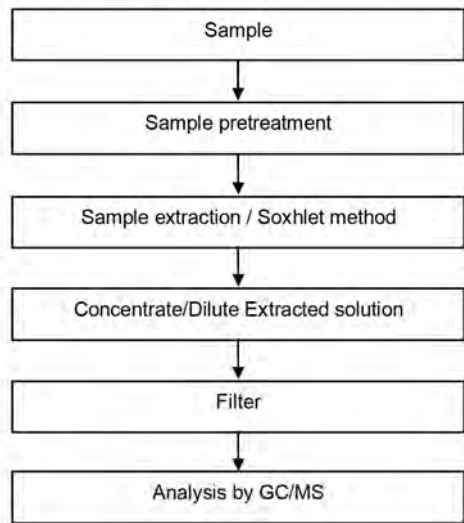 Sample
Sample pretreatment
Sample extraction / Soxhlet method
Concentrate/Dilute Extracted solution
Filter
Analysis by GC/MS